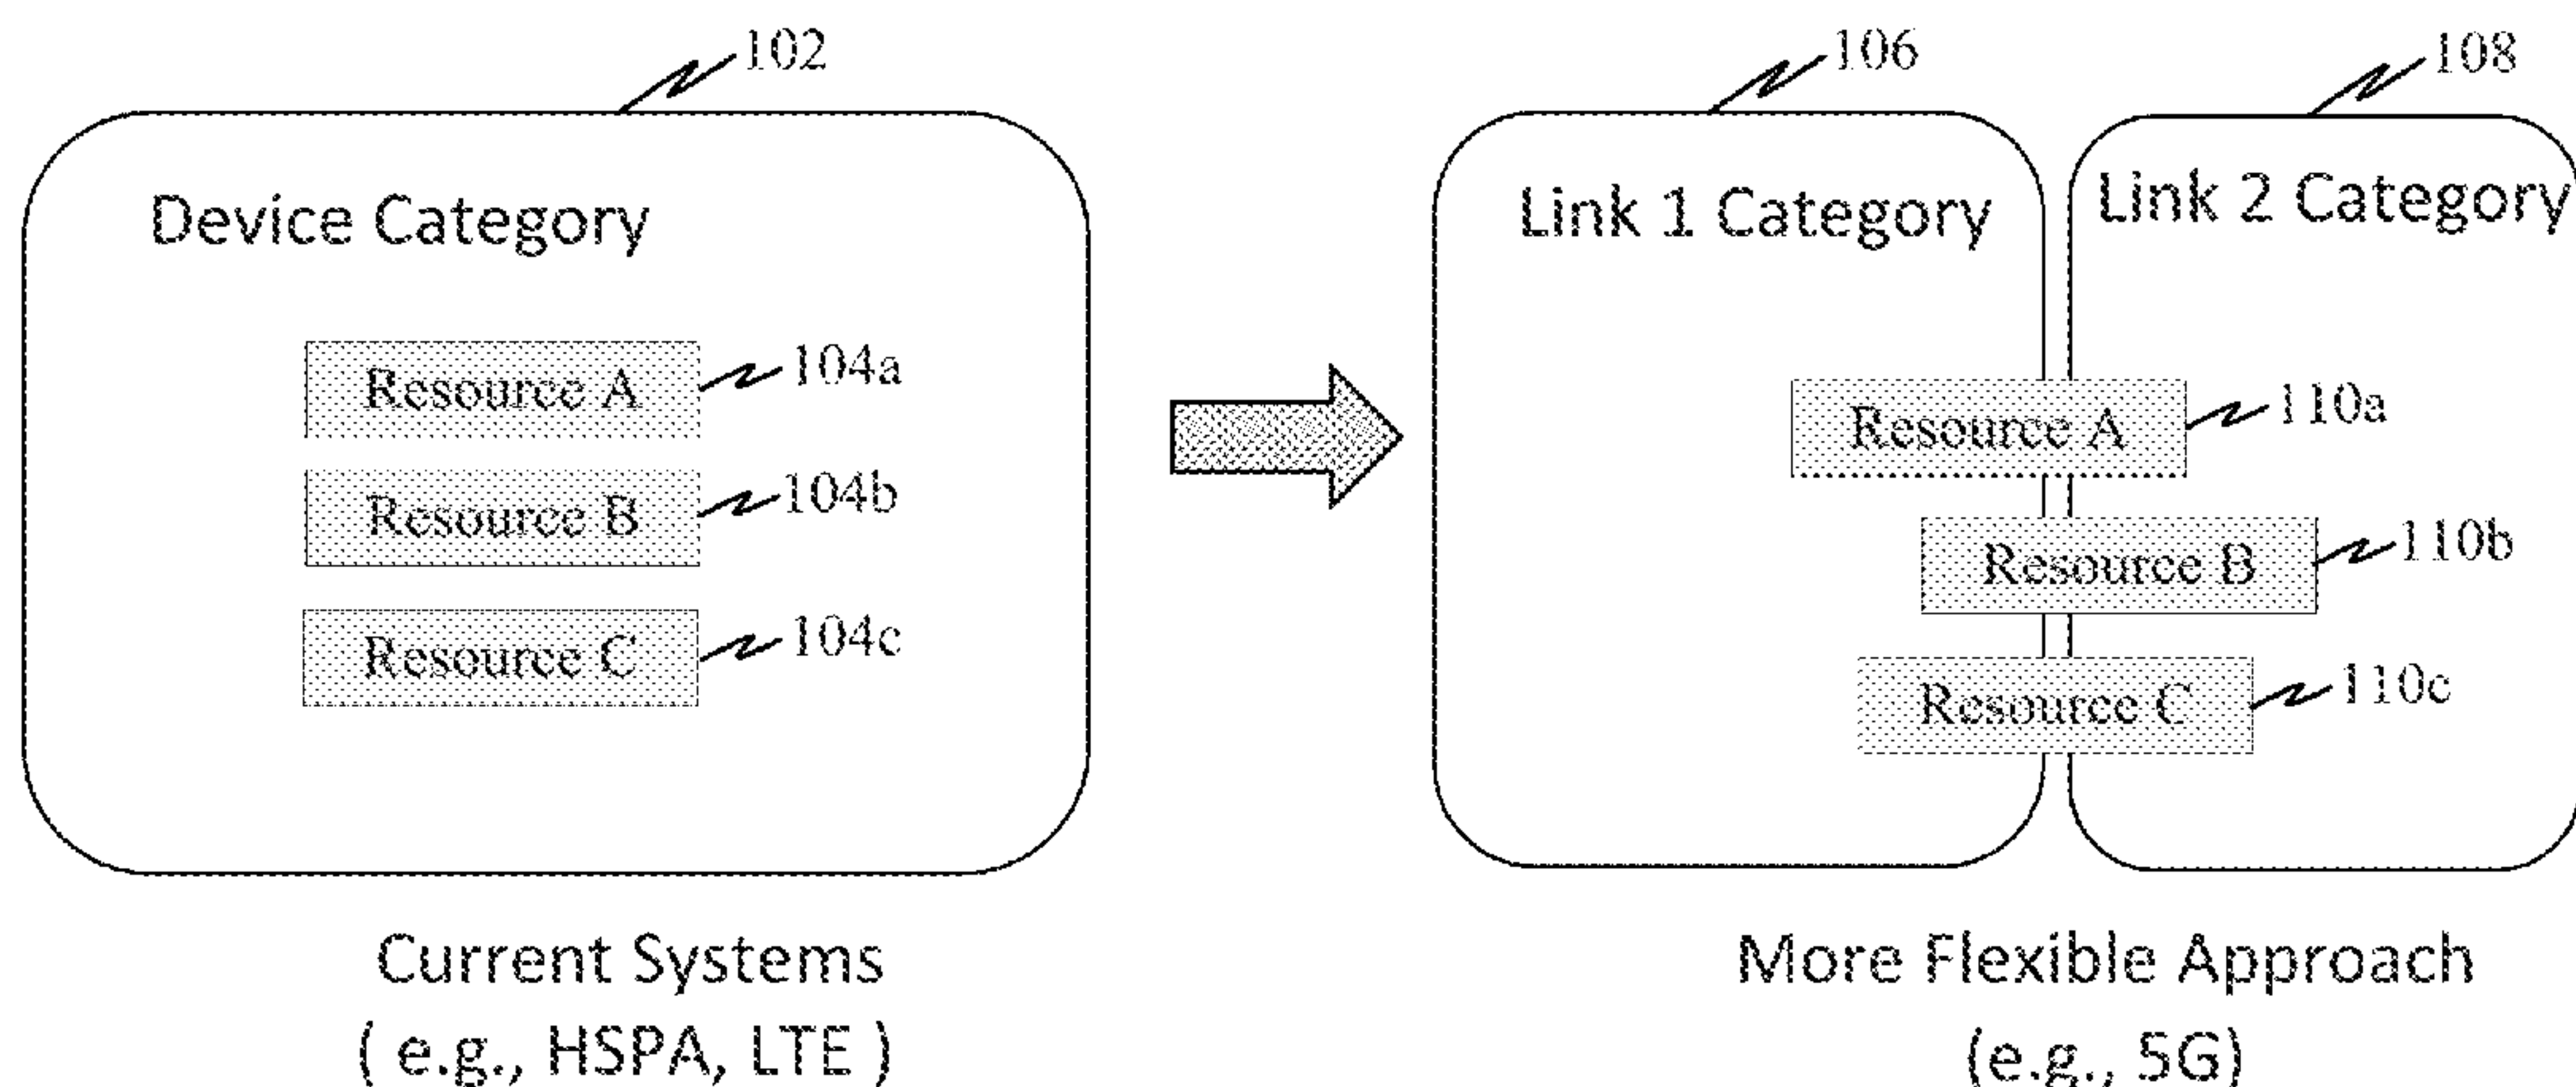 102
Device Category
Resource A
104a
Resource B
104b
Resource C
104c
Current Systems
( e.g., HSPA, LTE )
106
108
Link 1 Category
Link 2 Category
Resource A
110a
Resource B
110b
Resource C
110c
More Flexible Approach
(e.g., 5G)